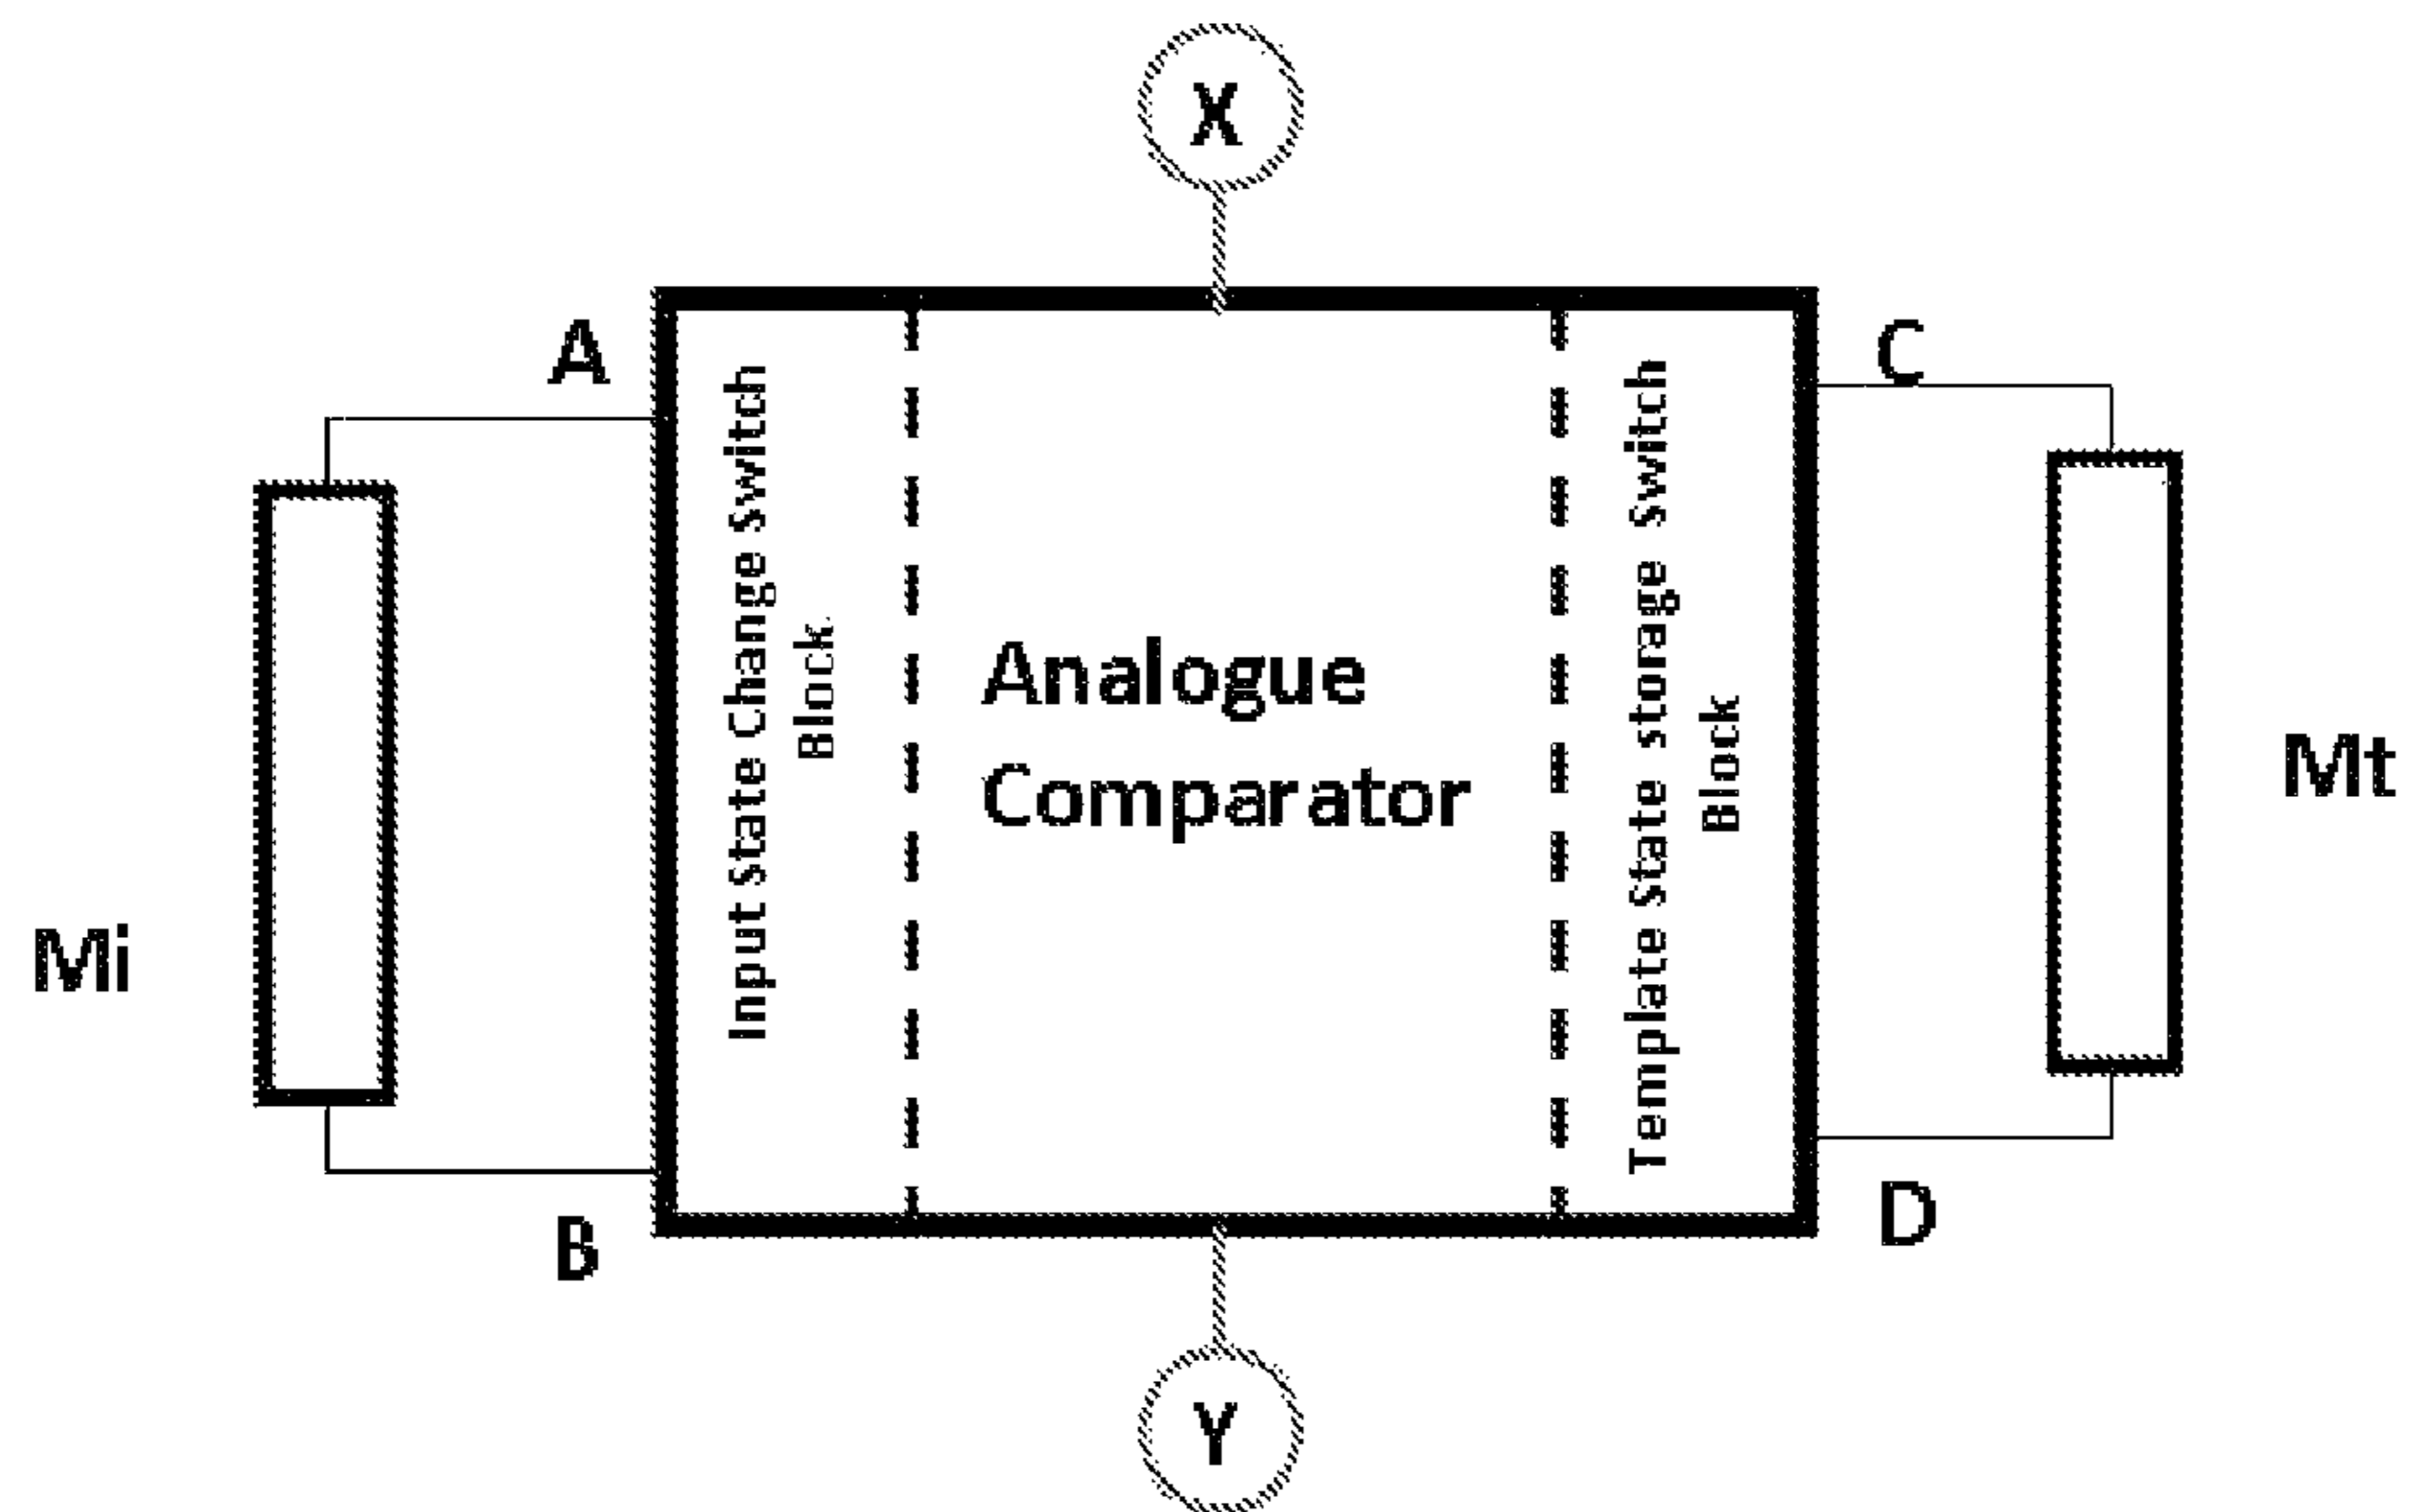 X
A
C
Input State Change Switch
Block
Analogue
Comparator
Template State storage Switch
Block
Mi
Mt
B
D
Y